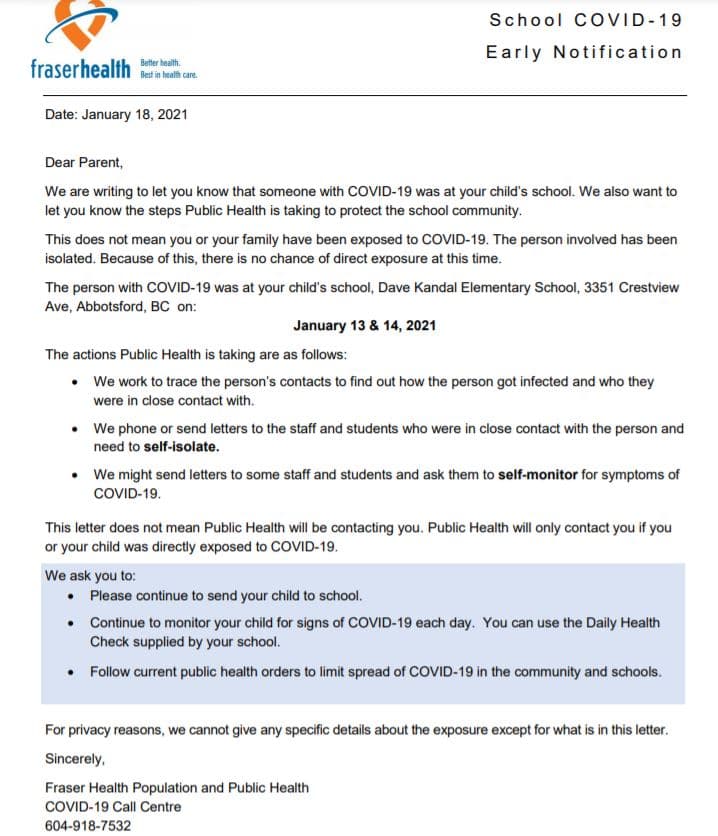 School COVID-19
Early Notification
fraserhealth
Better health.
Best in health care.
Date: January 18, 2021
Dear Parent,
We are writing to let you know that someone with COVID-19 was at your child's school. We also want to
let you know the steps Public Health is taking to protect the school community.
This does not mean you or your family have been exposed to COVID-19. The person involved has been
isolated. Because of this, there is no chance of direct exposure at this time.
The person with COVID-19 was at your child's school, Dave Kandal Elementary School, 3351 Crestview
Ave, Abbotsford, BC on:
January 13 & 14, 2021
The actions Public Health is taking are as follows:
• We work to trace the person's contacts to find out how the person got infected and who they
were in close contact with.
• We phone or send letters to the staff and students who were in close contact with the person and
need to self-isolate.
• We might send letters to some staff and students and ask them to self-monitor for symptoms of
COVID-19.
This letter does not mean Public Health will be contacting you. Public Health will only contact you if you
or your child was directly exposed to COVID-19.
We ask you to:
• Please continue to send your child to school.
• Continue to monitor your child for signs of COVID-19 each day. You can use the Daily Health
Check supplied by your school.
• Follow current public health orders to limit spread of COVID-19 in the community and schools.
For privacy reasons, we cannot give any specific details about the exposure except for what is in this letter.
Sincerely,
Fraser Health Population and Public Health
COVID-19 Call Centre
604-918-7532